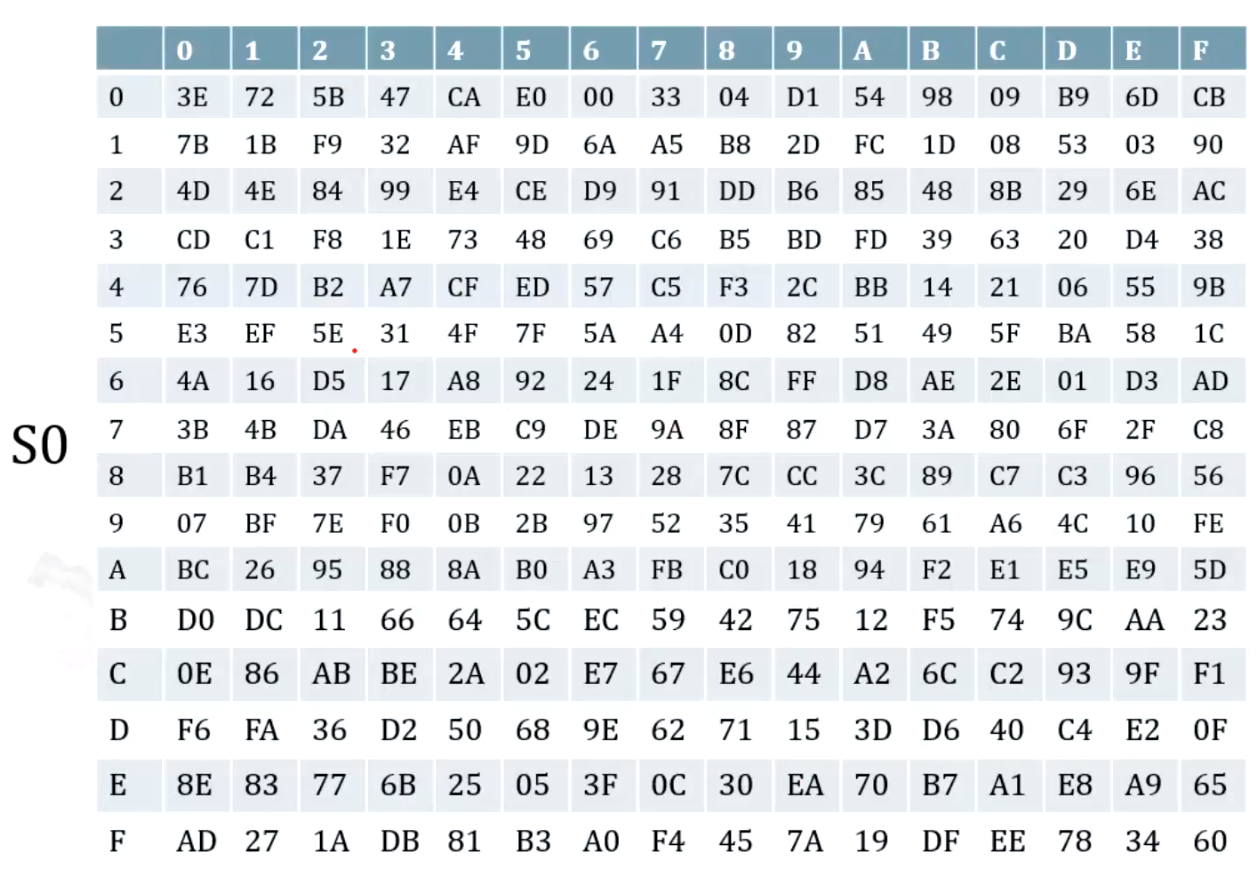 0 1 2 3 4 5 6 7 8 9 A B C D E F
0 3E 72 5B 47 CA E0 00 33 04 D1 54 98 09 B9 6D CB
1 7B 1B F9 32 AF 9D 6A A5 B8 2D FC 1D 08 53 03 90
2 4D 4E 84 99 E4 CE D9 91 DD B6 85 48 8B 29 6E AC
3 CD C1 F8 1E 73 48 69 C6 B5 BD FD 39 63 20 D4 38
4 76 7D B2 A7 CF ED 57 C5 F3 2C BB 14 21 06 55 9B
5 E3 EF 5E 31 4F 7F 5A A4 0D 82 51 49 5F BA 58 1C
6 4A 16 D5 17 A8 92 24 1F 8C FF D8 AE 2E 01 D3 AD
S0
7 3B 4B DA 46 EB C9 DE 9A 8F 87 D7 3A 80 6F 2F C8
8 B1 B4 37 F7 0A 22 13 28 7C CC 3C 89 C7 C3 96 56
9 07 BF 7E F0 0B 2B 97 52 35 41 79 61 A6 4C 10 FE
A BC 26 95 88 8A B0 A3 FB C0 18 94 F2 E1 E5 E9 5D
B D0 DC 11 66 64 5C EC 59 42 75 12 F5 74 9C AA 23
C 0E 86 AB BE 2A 02 E7 67 E6 44 A2 6C C2 93 9F F1
D F6 FA 36 D2 50 68 9E 62 71 15 3D D6 40 C4 E2 0F
E 8E 83 77 6B 25 05 3F 0C 30 EA 70 B7 A1 E8 A9 65
F AD 27 1A DB 81 B3 A0 F4 45 7A 19 DF EE 78 34 60